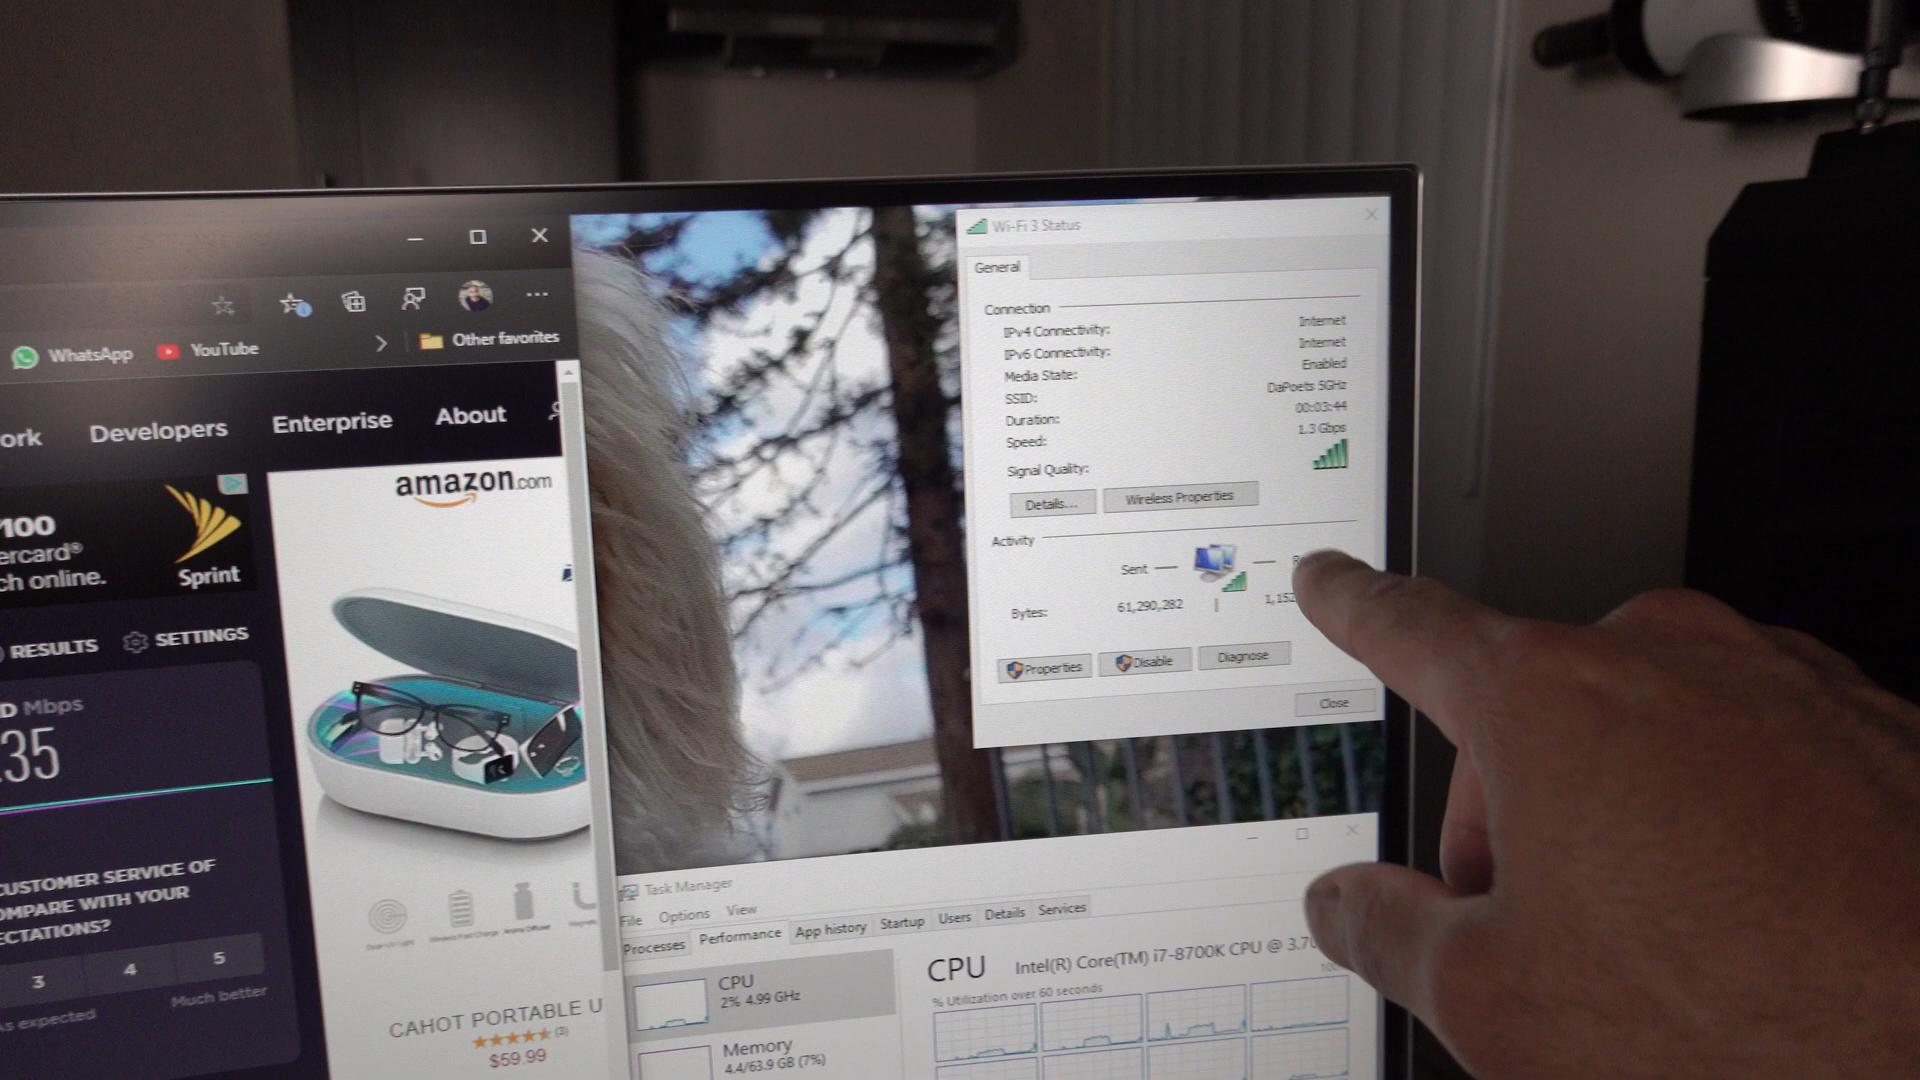 WhatsApp
YouTube
Other favorites
Developers
Enterprise
About
100
ch online.
Sprint
amazon.com
RESULTS
SETTINGS
Mbps
35
CUSTOMER SERVICE OF
WITH YOUR
3
4
5
As expected
Much better
CAHOT PORTABLE U
(3)
$59.99
Wi-Fi 3 Status
General
Connection
IPv4 Connectivity: Internet
IPv6 Connectivity: Internet
Media State: Enabled
SSID: DaPoets 5GHz
Duration: 00:03:44
Speed: 1.3 Gbps
Signal Quality:
Details...
Wireless Properties
Activity
Sent
Bytes: 61,290,282 1,152
Properties
Disable
Diagnose
Close
Task Manager
File Options View
Processes Performance App history Startup Users Details Services
CPU
2% 4.99 GHz
Memory
4.4/63.9 GB (7%)
CPU Intel(R) Core(TM) i7-8700K CPU @ 3.70
% Utilization over 60 seconds